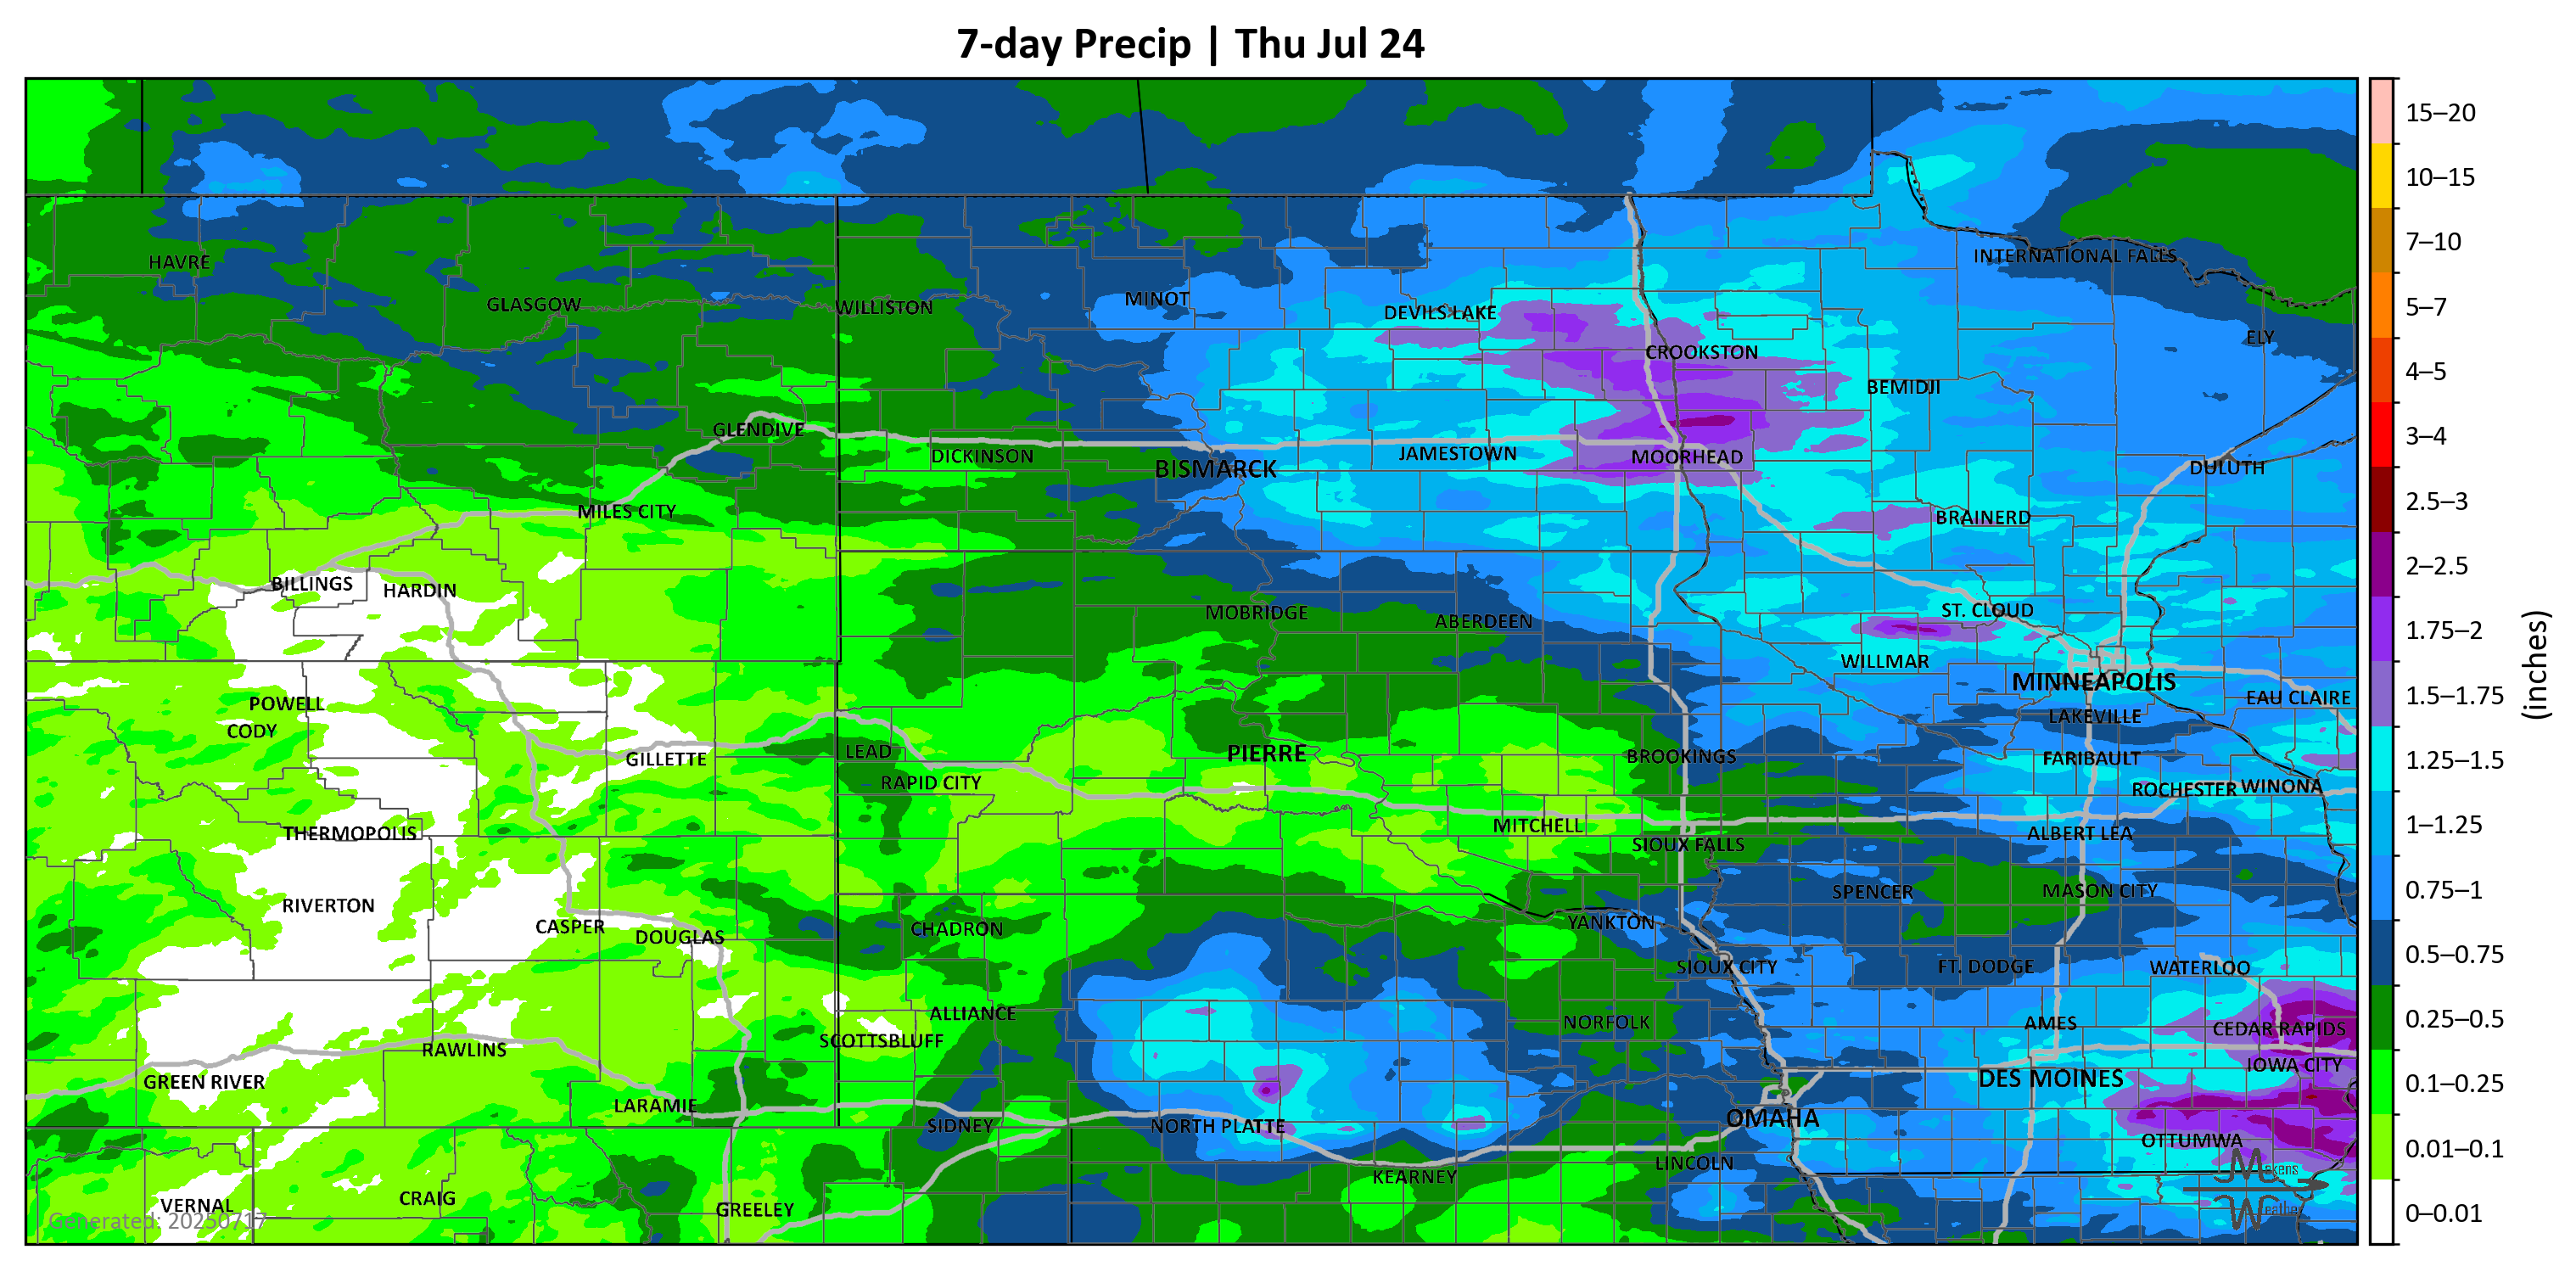 7-day Precip | Thu Jul 24
15–20
10–15
7–10
5–7
4–5
3–4
2.5–3
2–2.5
1.75–2
1.5–1.75
1.25–1.5
1–1.25
0.75–1
0.5–0.75
0.25–0.5
0.1–0.25
0.01–0.1
0–0.01
(inches)
INTERNATIONAL FALLS
HAVRE
GLASGOW
WILLISTON
MINOT
DEVILS LAKE
ELY
CROOKSTON
BEMIDJI
GLENDIVE
DICKINSON
BISMARCK
JAMESTOWN
MOORHEAD
DULUTH
MILES CITY
BRAINERD
BILLINGS
HARDIN
MOBRIDGE
ABERDEEN
ST. CLOUD
WILLMAR
MINNEAPOLIS
EAU CLAIRE
POWELL
LAKEVILLE
CODY
GILLETTE
LEAD
PIERRE
BROOKINGS
FARIBAULT
RAPID CITY
ROCHESTER
WINONA
THERMOPOLIS
MITCHELL
ALBERT LEA
SIOUX FALLS
RIVERTON
SPENCER
MASON CITY
CASPER
DOUGLAS
CHADRON
YANKTON
SIOUX CITY
FT. DODGE
WATERLOO
ALLIANCE
NORFOLK
AMES
CEDAR RAPIDS
RAWLINS
SCOTTSBLUFF
IOWA CITY
GREEN RIVER
DES MOINES
LARAMIE
SIDNEY
NORTH PLATTE
OMAHA
OTTUMWA
LINCOLN
KEARNEY
VERNAL
CRAIG
GREELEY
Generated: 20250717
Makens
Weather